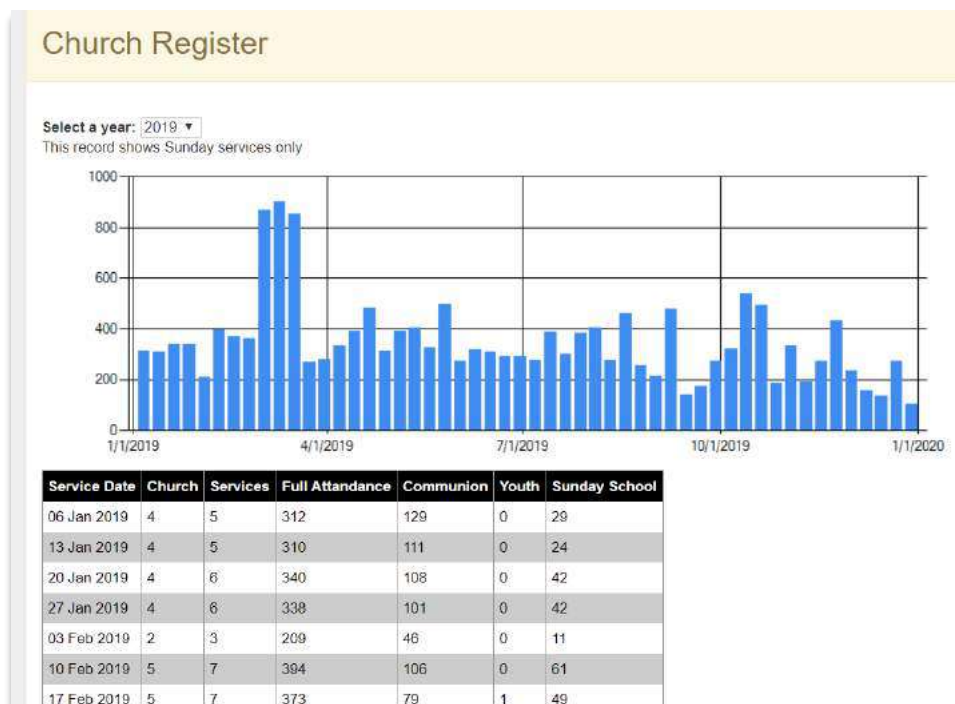 Church Register
Select a year: 2019
This record shows Sunday services only
1000
800
600
400
200
0
1/1/2019 4/1/2019 7/1/2019 10/1/2019 1/1/2020
Service Date Church Services Full Attandance Communion Youth Sunday School
06 Jan 2019 4 5 312 129 0 29
13 Jan 2019 4 5 310 111 0 24
20 Jan 2019 4 6 340 108 0 42
27 Jan 2019 4 6 338 101 0 42
03 Feb 2019 2 3 209 46 0 11
10 Feb 2019 5 7 394 106 0 61
17 Feb 2019 5 7 373 79 1 49